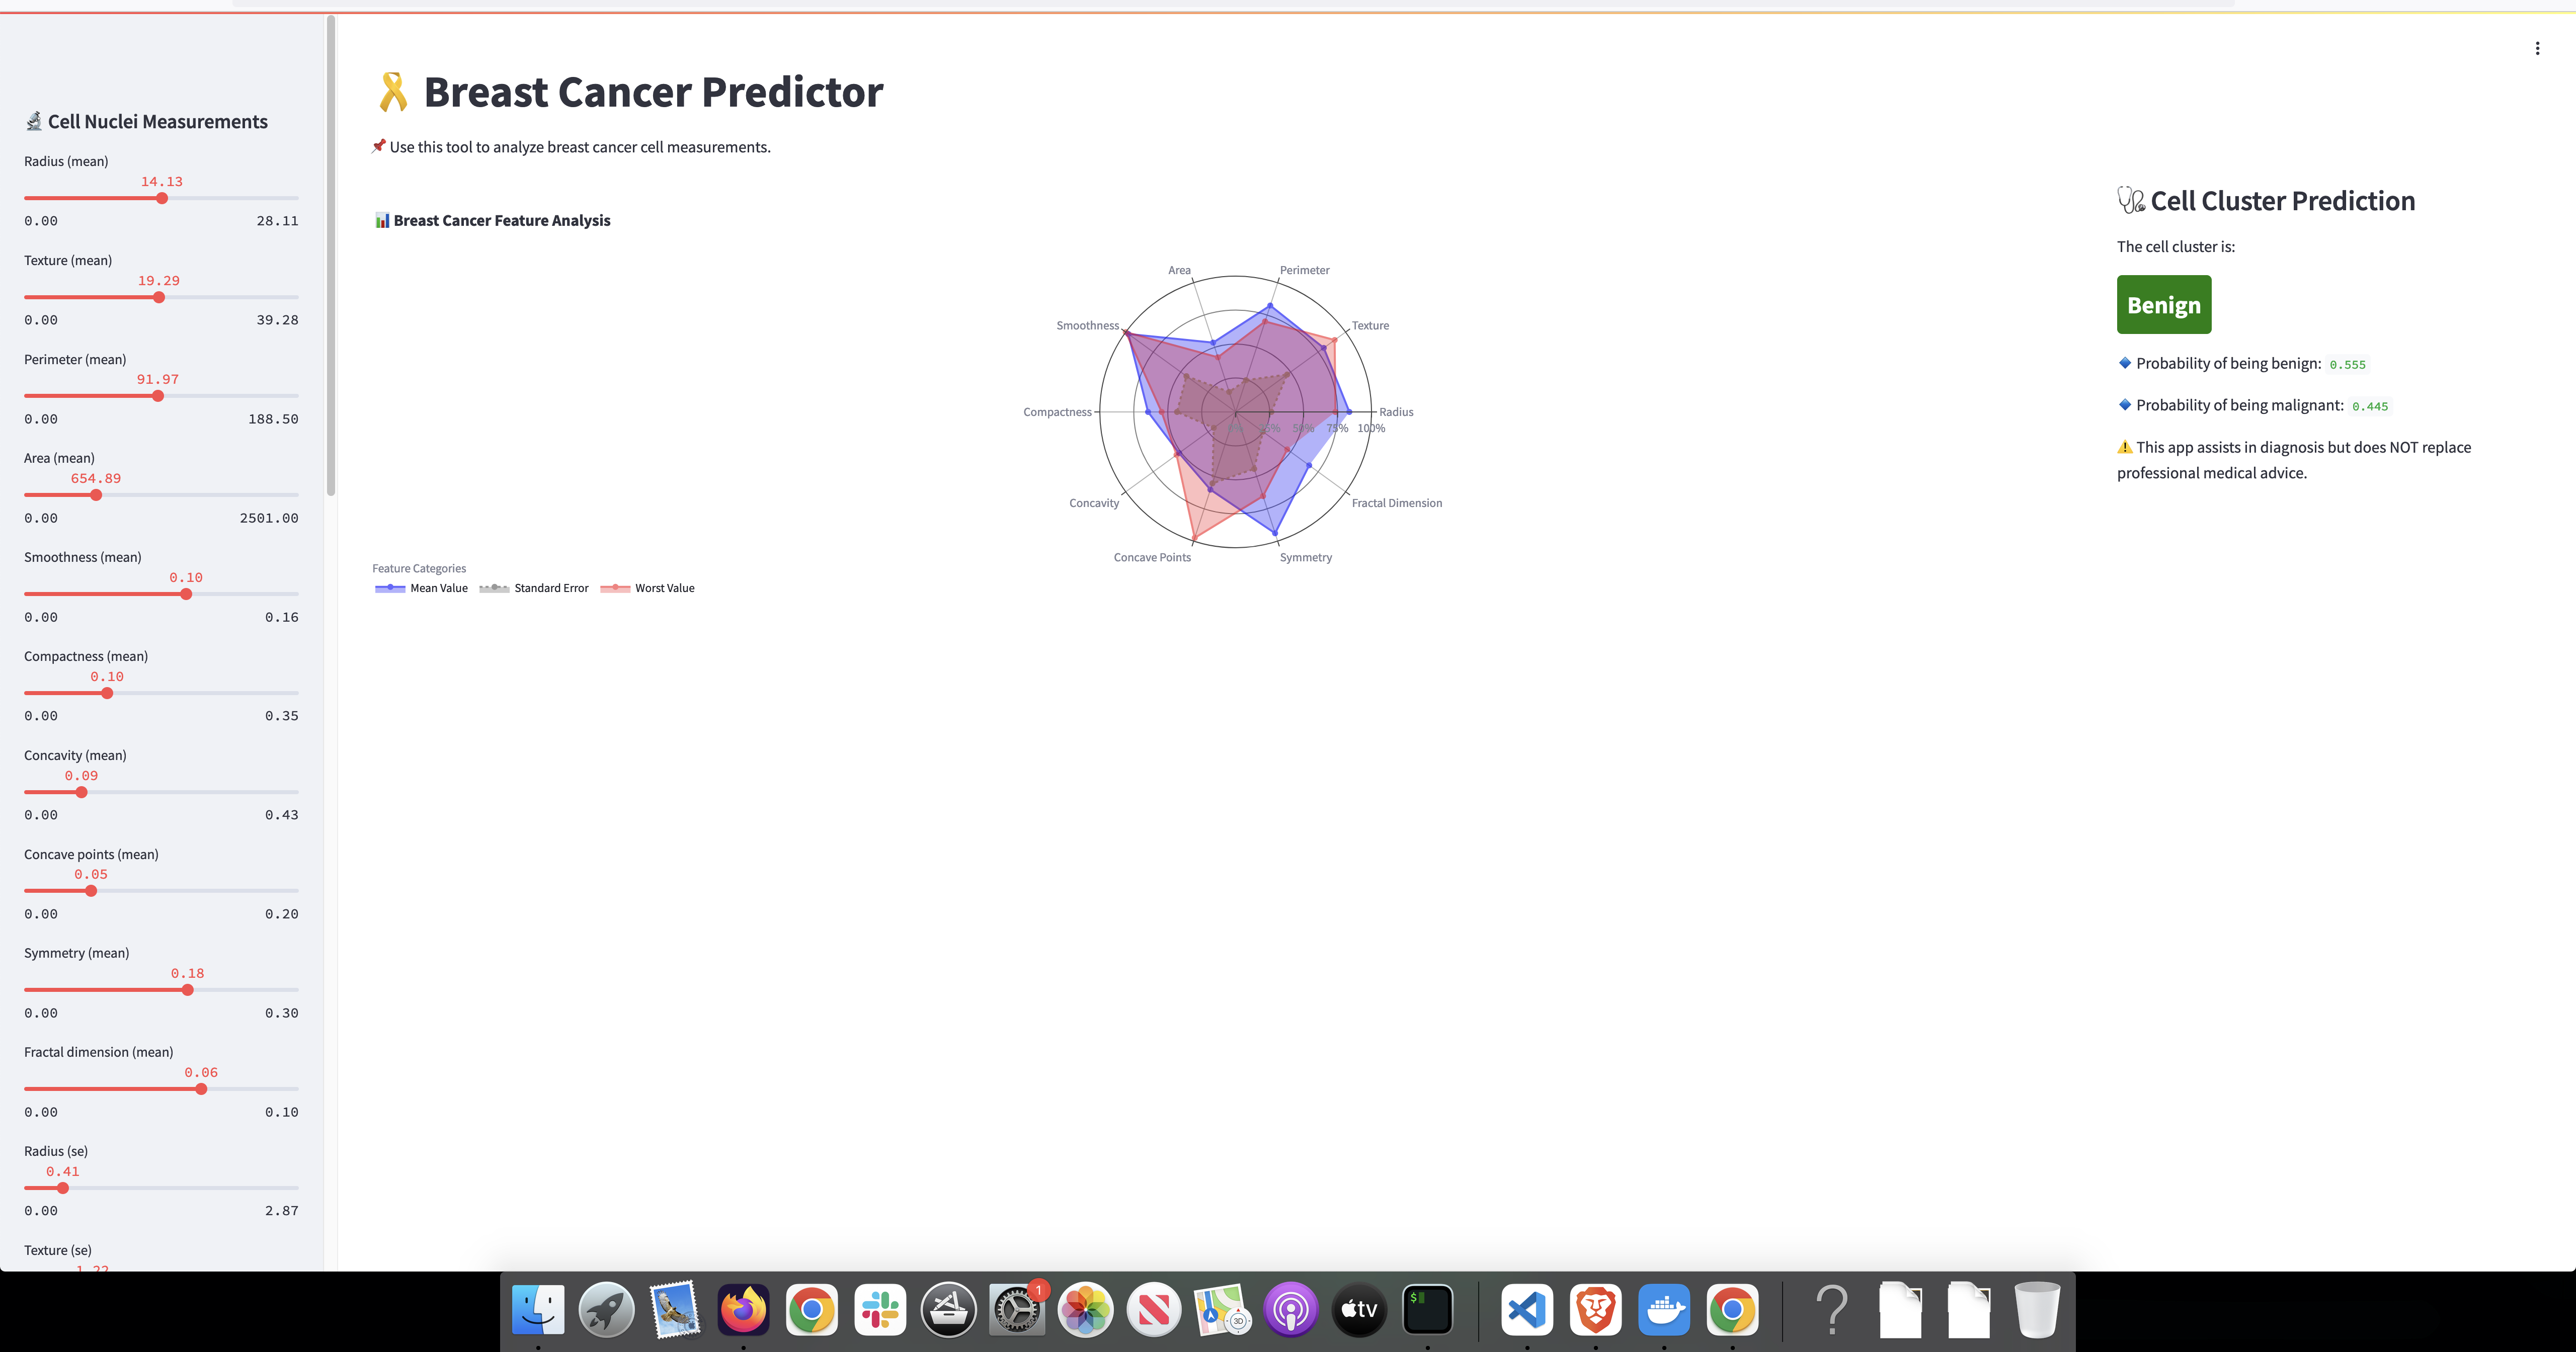 Cell Nuclei Measurements
Radius (mean)
14.13
0.00 28.11
Texture (mean)
19.29
0.00 39.28
Perimeter (mean)
91.97
0.00 188.50
Area (mean)
654.89
0.00 2501.00
Smoothness (mean)
0.10
0.00 0.16
Compactness (mean)
0.10
0.00 0.35
Concavity (mean)
0.09
0.00 0.43
Concave points (mean)
0.05
0.00 0.20
Symmetry (mean)
0.18
0.00 0.30
Fractal dimension (mean)
0.06
0.00 0.10
Radius (se)
0.41
0.00 2.87
Texture (se)
1.22
Breast Cancer Predictor
Use this tool to analyze breast cancer cell measurements.
Breast Cancer Feature Analysis
Area
Perimeter
Smoothness
Texture
Compactness
Radius
50% 75% 100%
Concavity
Fractal Dimension
Concave Points
Symmetry
Feature Categories
Mean Value Standard Error Worst Value
Cell Cluster Prediction
The cell cluster is:
Benign
Probability of being benign: 0.555
Probability of being malignant: 0.445
This app assists in diagnosis but does NOT replace
professional medical advice.
1
3D
tv
$